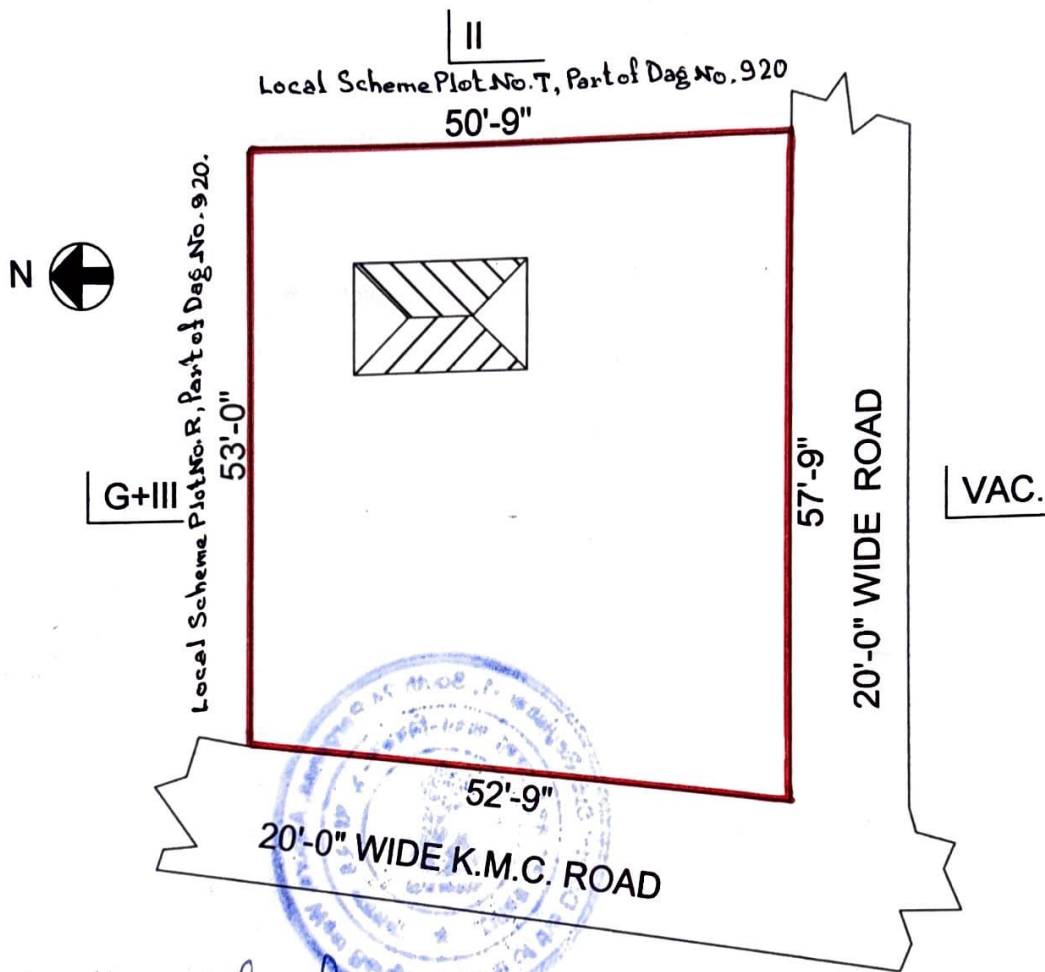 II
Local Scheme Plot No. T, Part of Dag No. 920
50'-9"
N
Local Scheme Plot No. R, Part of Dag No. 920.
53'-0"
G+III
57'-9"
20'-0" WIDE ROAD
VAC.
52'-9"
20'-0" WIDE K.M.C. ROAD